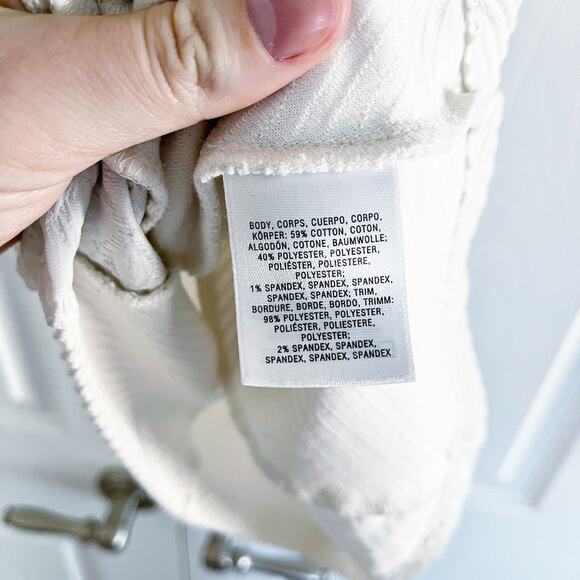 BODY, CORPS, CUERPO, CORPO,
KÖRPER: 59% COTTON, COTON,
ALGODÓN, COTONE, BAUMWOLLE;
40% POLYESTER, POLYESTER,
POLIÉSTER, POLIESTERE,
POLYESTER;
1% SPANDEX, SPANDEX, SPANDEX,
SPANDEX, SPANDEX; TRIM,
BORDURE, BORDE, BORDO, TRIMM:
98% POLYESTER, POLYESTER,
POLIÉSTER, POLIESTERE,
POLYESTER;
2% SPANDEX, SPANDEX,
SPANDEX, SPANDEX, SPANDEX